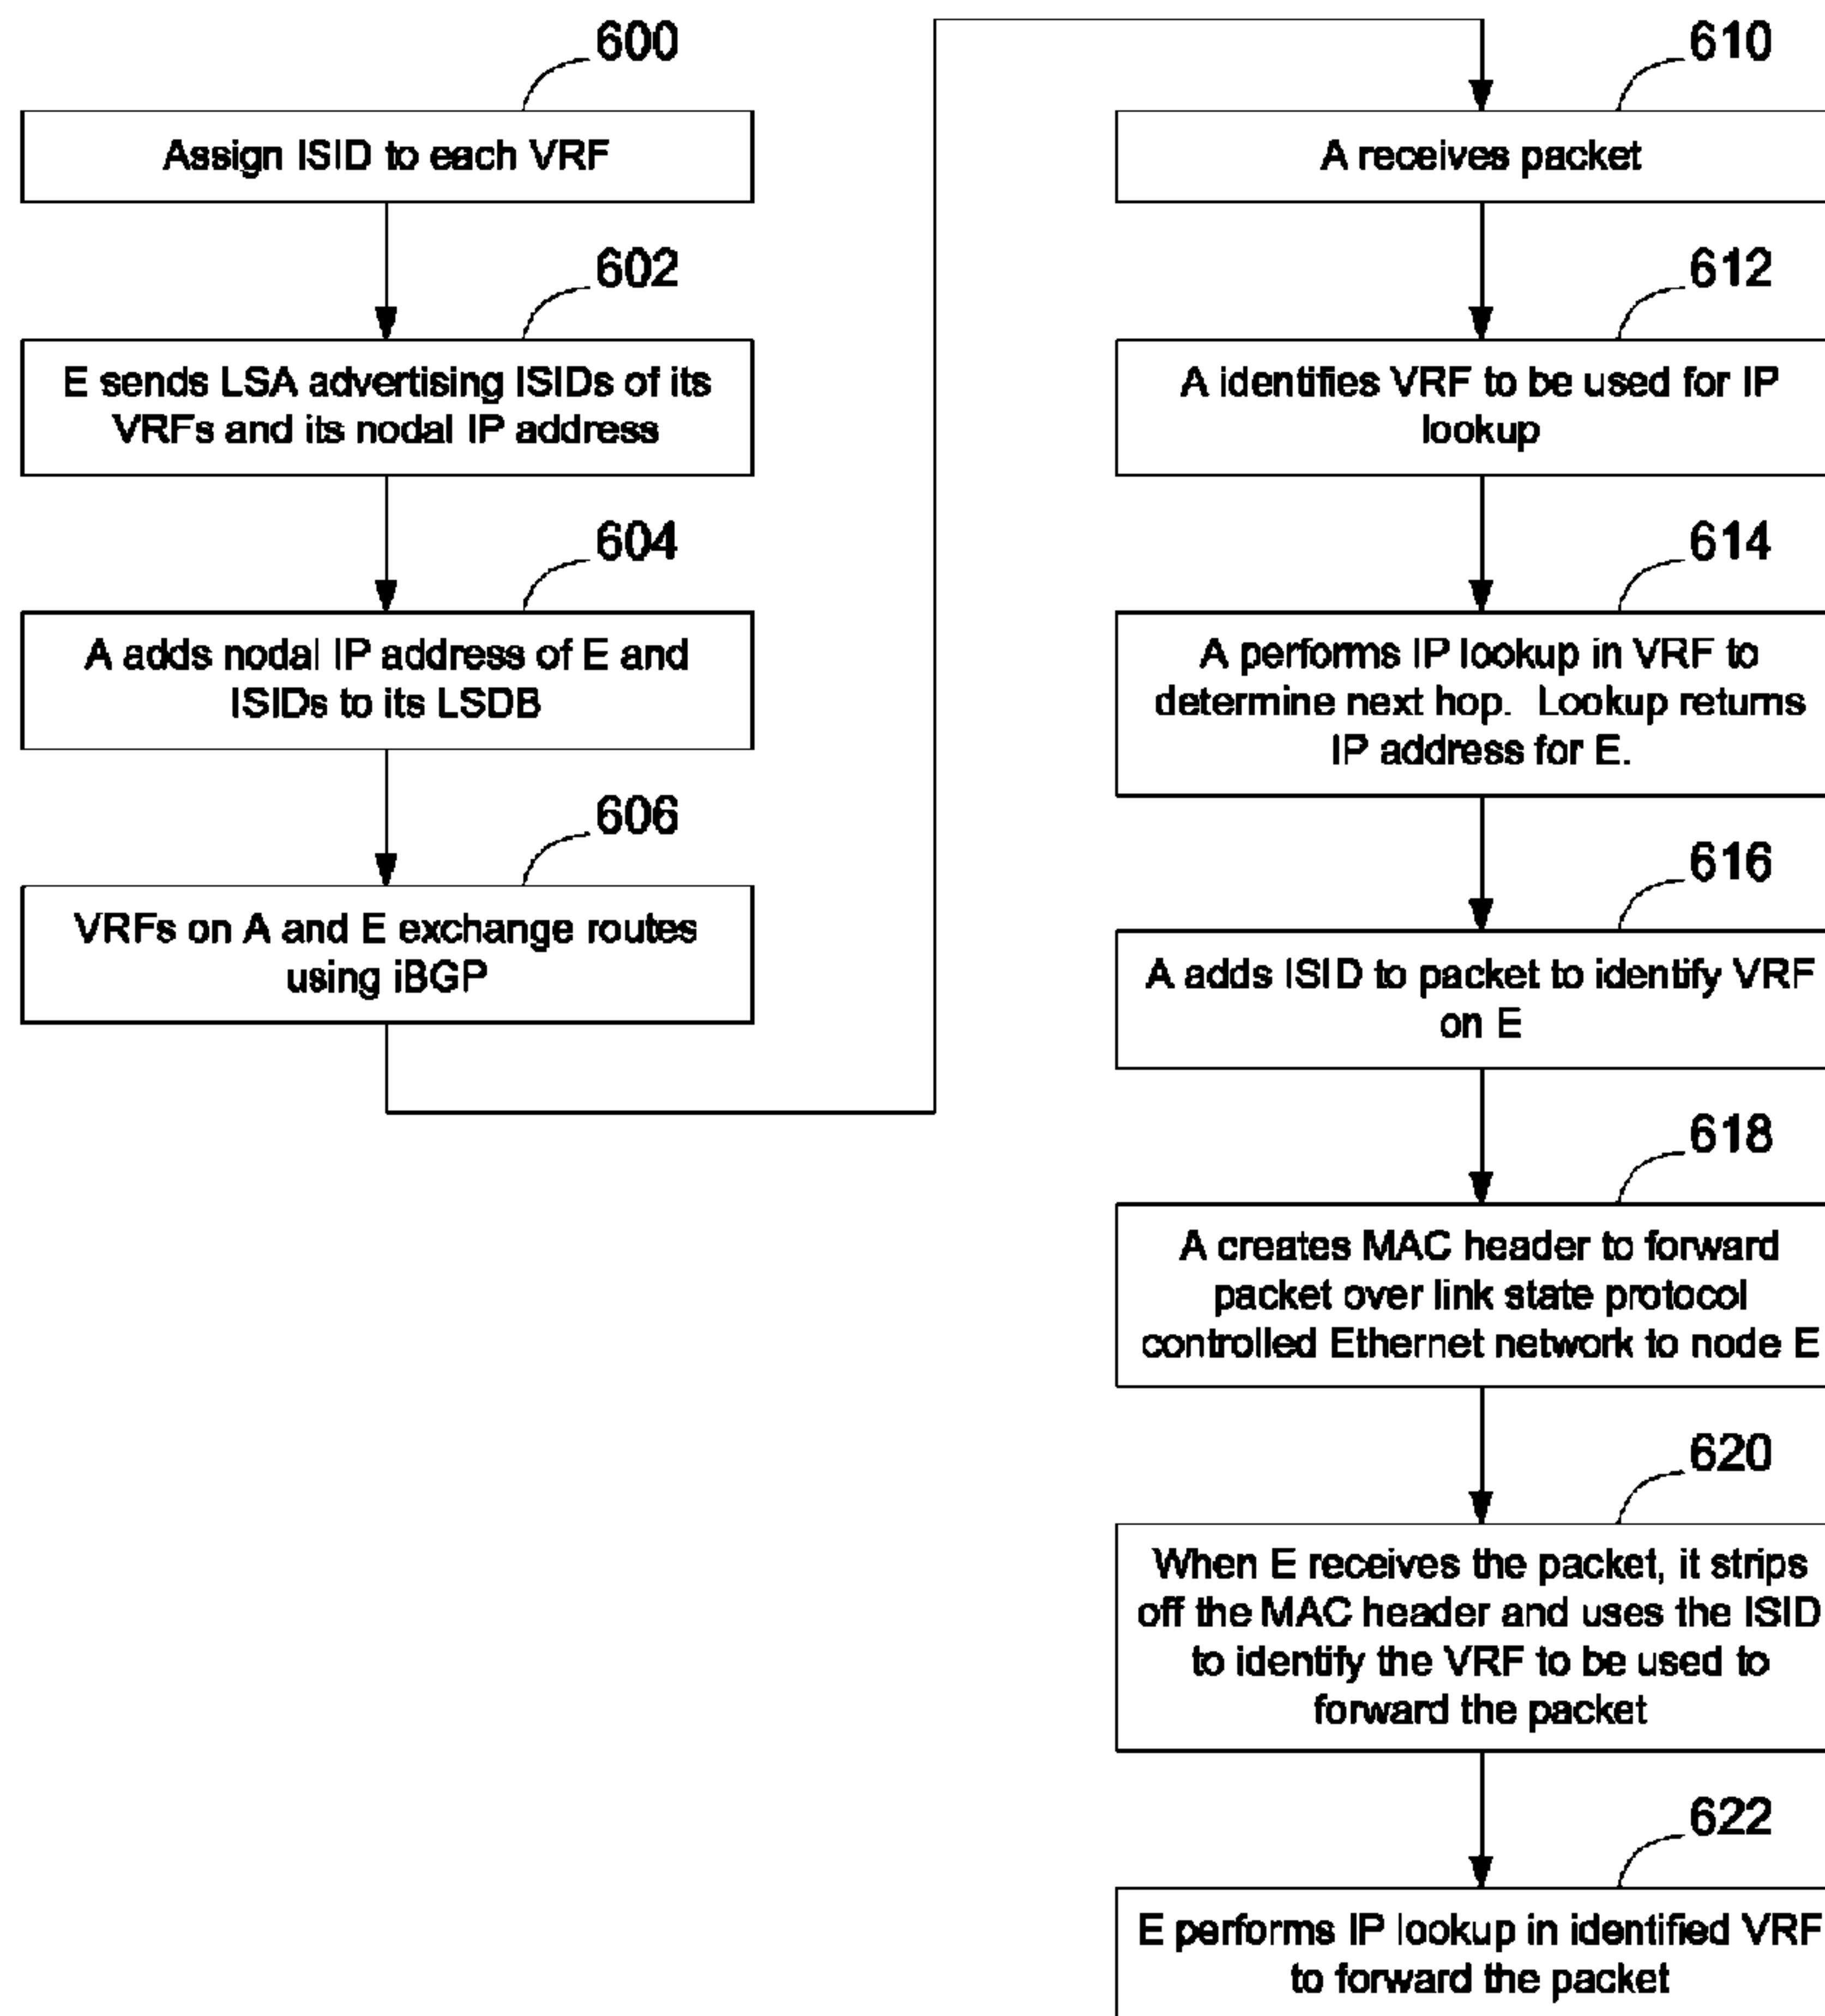 600
Assign ISID to each VRF
602
E sends LSA advertising ISIDs of its
VRFs and its nodal IP address
604
A adds nodal IP address of E and
ISIDs to its LSDB
606
VRFs on A and E exchange routes
using iBGP
610
A receives packet
612
A identifies VRF to be used for IP
lookup
614
A performs IP lookup in VRF to
determine next hop. Lookup returns
IP address for E.
616
A adds ISID to packet to identify VRF
on E
618
A creates MAC header to forward
packet over link state protocol
controlled Ethernet network to node E
620
When E receives the packet, it strips
off the MAC header and uses the ISID
to identify the VRF to be used to
forward the packet
622
E performs IP lookup in identified VRF
to forward the packet